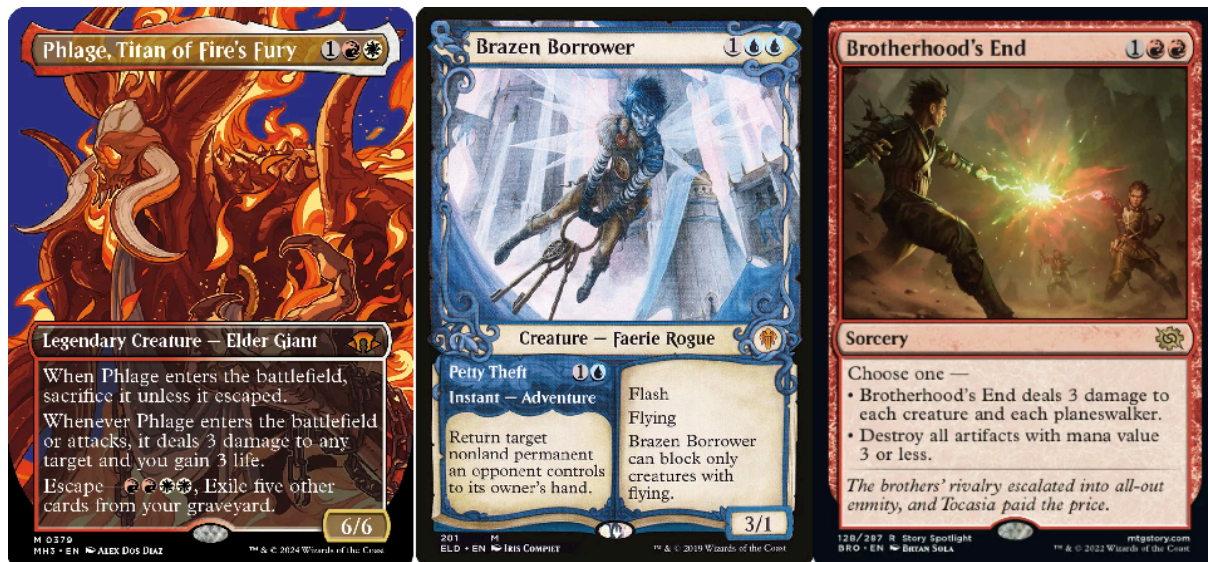 Phlage, Titan of Fire's Fury 1
Legendary Creature — Elder Giant
When Phlage enters the battlefield,
sacrifice it unless it escaped.
Whenever Phlage enters the battlefield
or attacks, it deals 3 damage to any
target and you gain 3 life.
Escape—, Exile five other
cards from your graveyard.
6/6
M 0379
MH3 • EN ALEX DOS DIAZ
™ & © 2024 Wizards of the Coast
Brazen Borrower 1
Creature — Faerie Rogue
Petty Theft 1
Instant — Adventure
Return target
nonland permanent
an opponent controls
to its owner's hand.
Flash
Flying
Brazen Borrower
can block only
creatures with
flying.
3/1
201 M
ELD • EN IRIS COMPIET
™ & © 2019 Wizards of the Coast
Brotherhood's End 1
Sorcery
Choose one —
• Brotherhood's End deals 3 damage to
each creature and each planeswalker.
• Destroy all artifacts with mana value
3 or less.
The brothers' rivalry escalated into all-out
enmity, and Tocasia paid the price.
128/287 R Story Spotlight
BRO • EN BRYAN SOLA
mtgstory.com
™ & © 2022 Wizards of the Coast